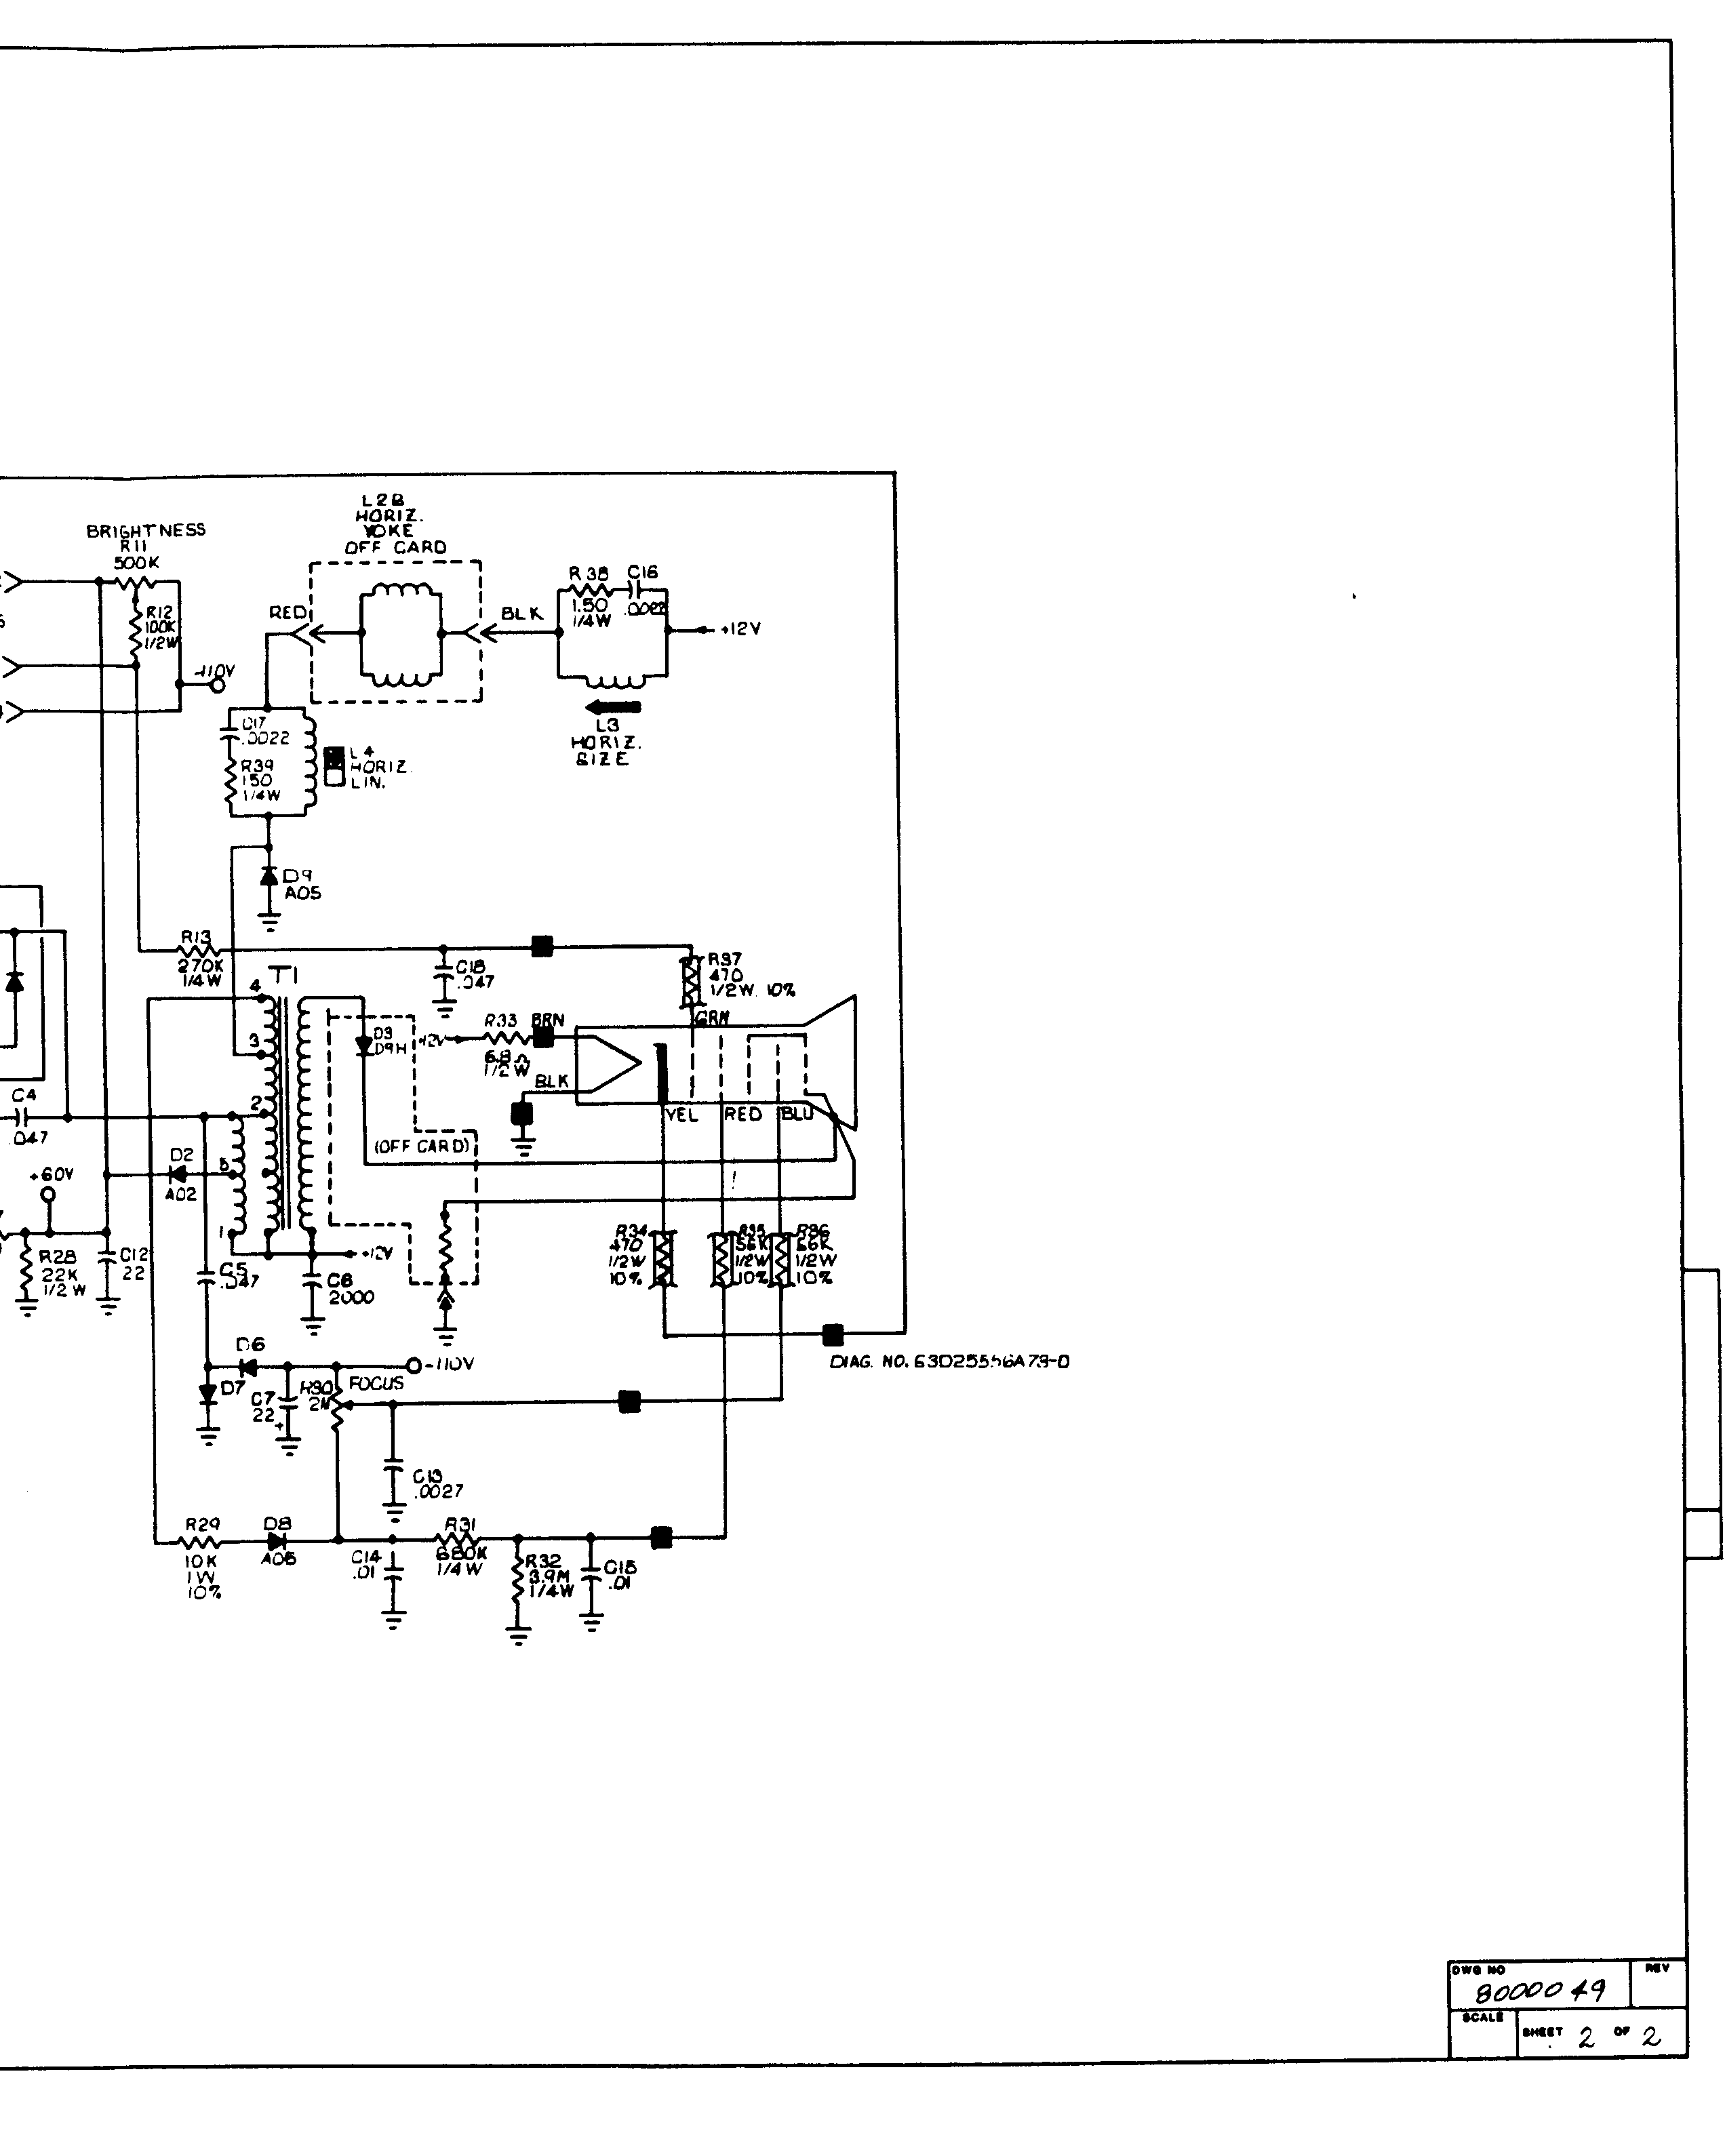 L2B
HORIZ.
YOKE
OFF CARD
BRIGHTNESS
R11
500K
R12
100K
1/2W
-110V
RED
BLK
R38
1.50
1/4W
C16
.0022
+12V
L3
HORIZ.
SIZE
C17
.0022
R39
150
1/4W
L4
HORIZ.
LIN.
D9
A05
R13
270K
1/4W
T1
4
3
2
5
1
C18
.047
R37
470
1/2W 10%
GRN
D3
D9H
+12V
R33
6.8Ω
1/2W
BRN
BLK
YEL
RED
BLU
(OFF CARD)
C4
.047
D2
A02
+60V
R28
22K
1/2W
C12
22
C5
.047
+12V
C6
2000
R34
470
1/2W
10%
R35
56K
1/2W
10%
R36
56K
1/2W
10%
D6
-110V
D7
C7
22
+
R30
2M
FOCUS
DIAG. NO. 63D25556A79-0
C13
.0027
R29
10K
1W
10%
D8
A05
C14
.01
R31
680K
1/4W
R32
3.9M
1/4W
C15
.01
DWG NO
8000049
REV
SCALE
SHEET 2 OF 2